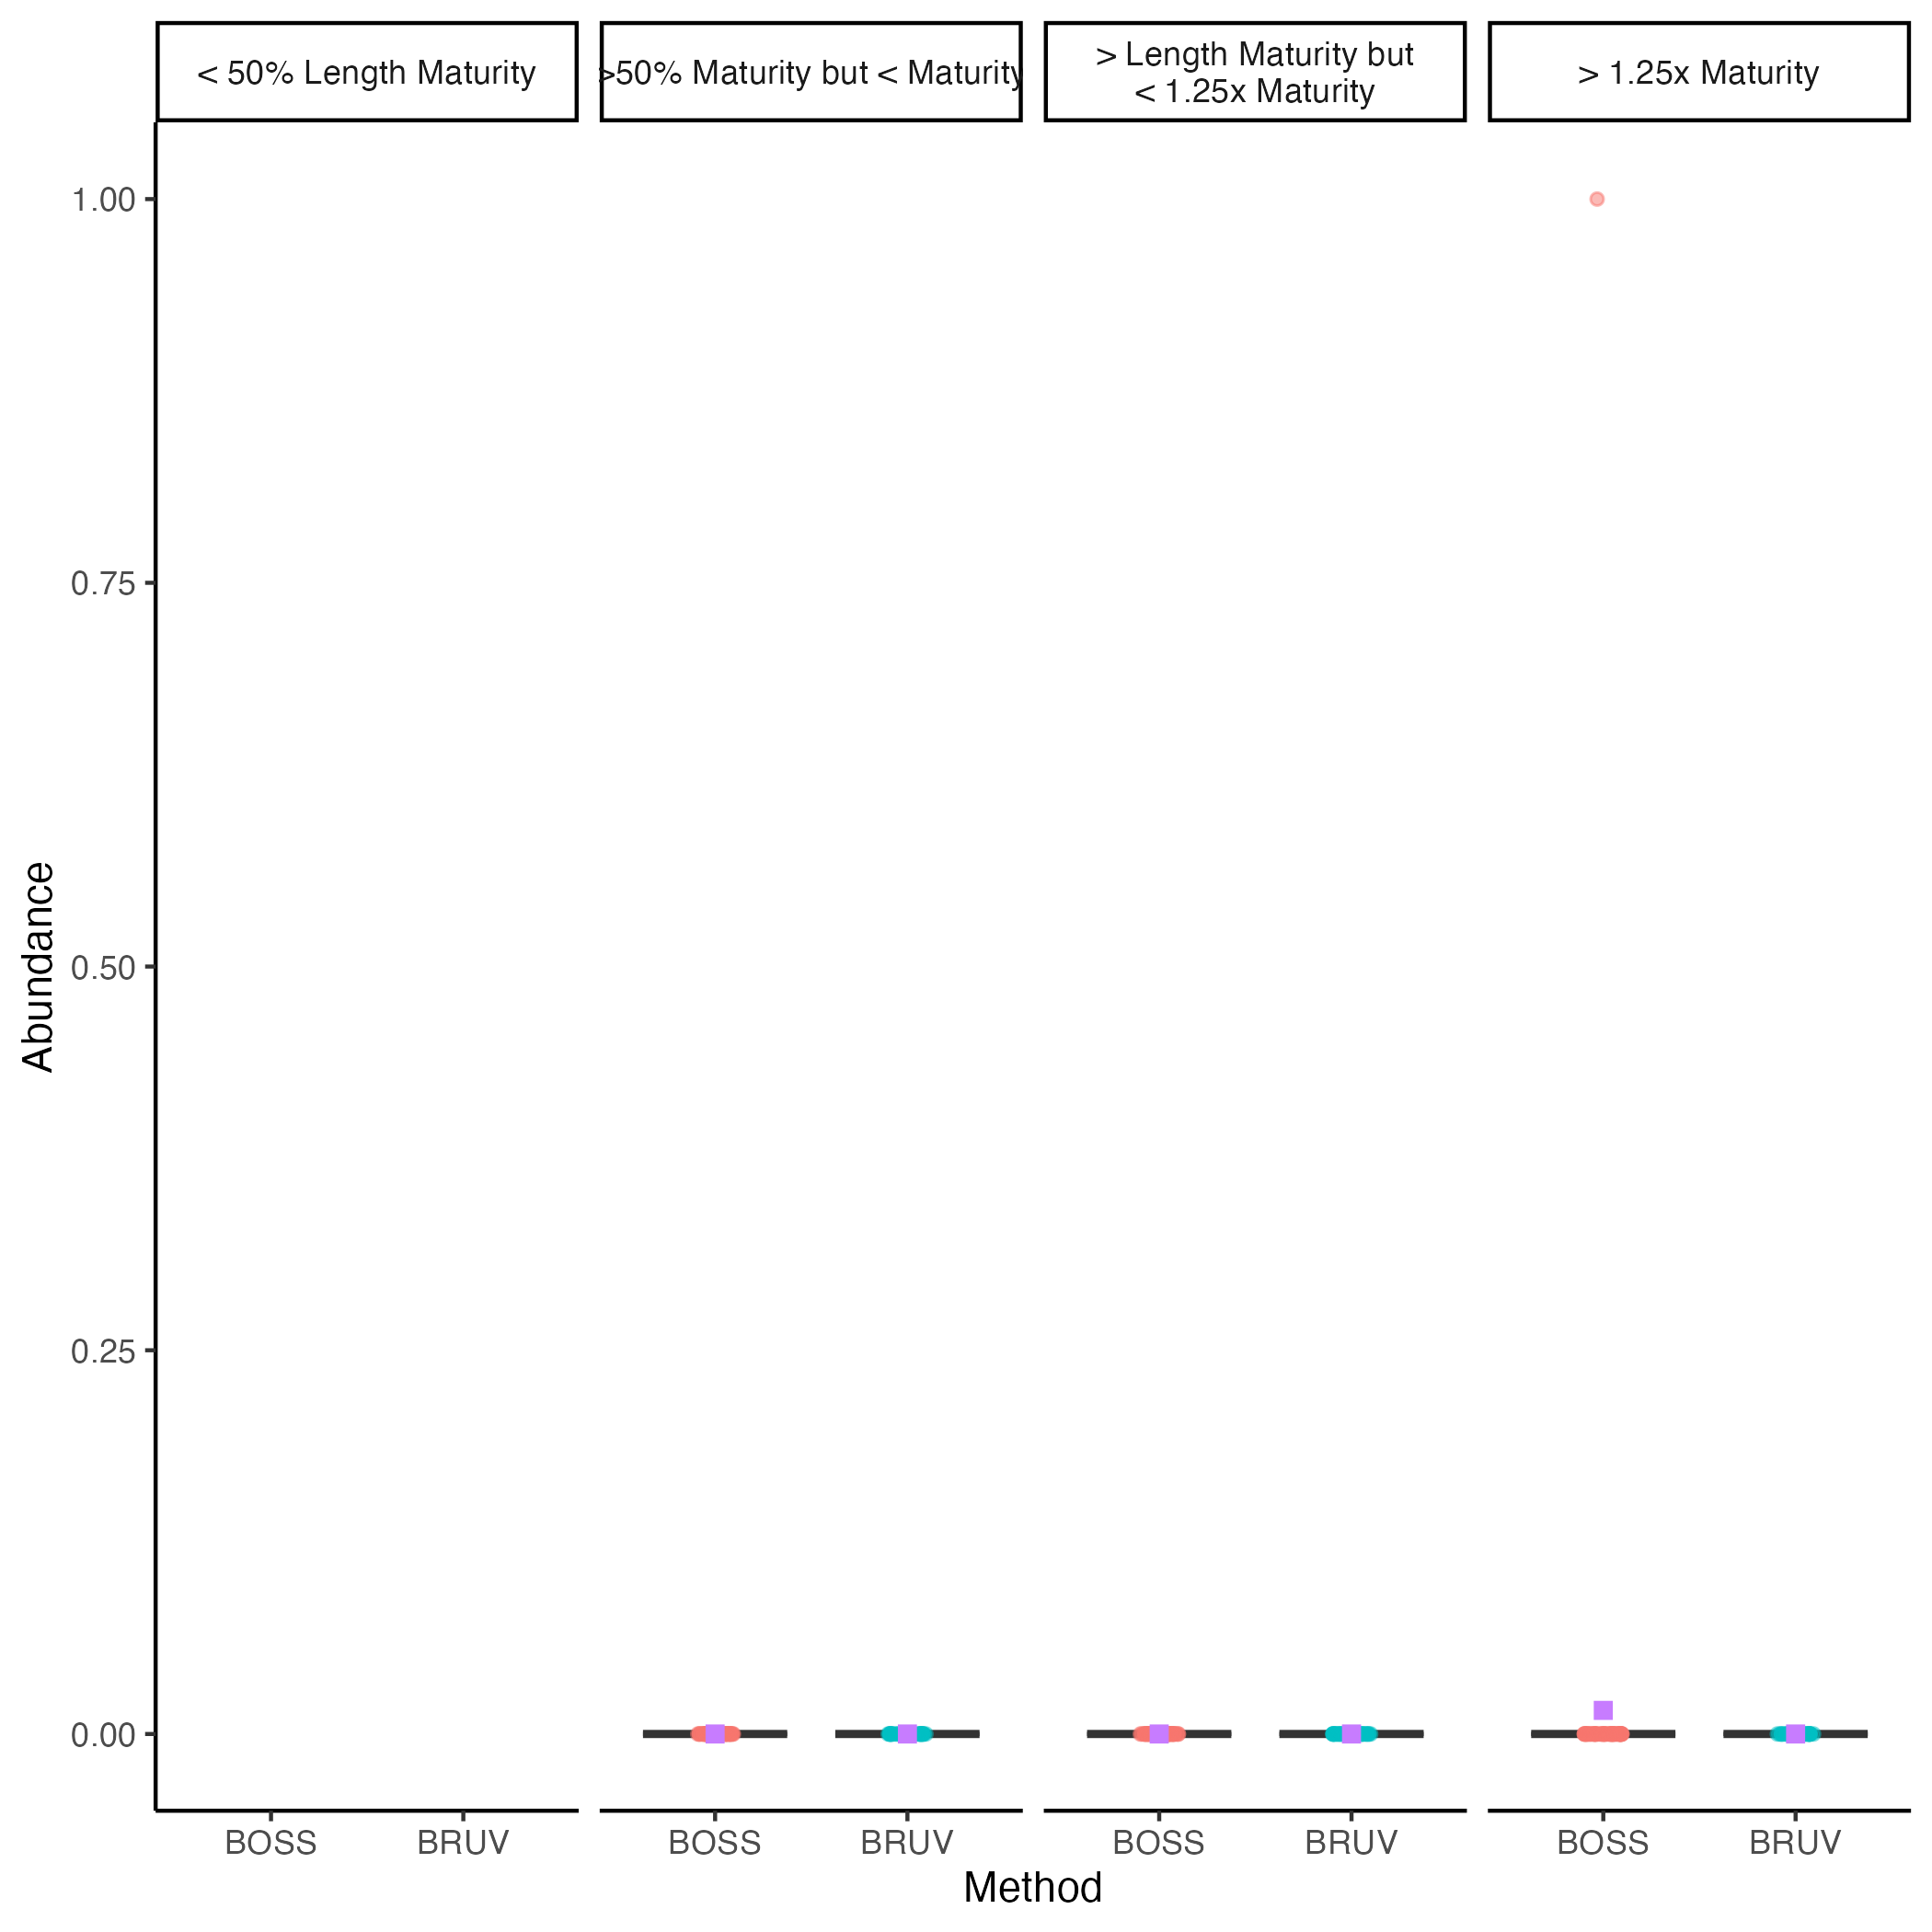 < 50% Length Maturity
>50% Maturity but < Maturity
> Length Maturity but
< 1.25x Maturity
> 1.25x Maturity
1.00
0.75
0.50
0.25
0.00
Abundance
BOSS BRUV BOSS BRUV BOSS BRUV BOSS BRUV
Method